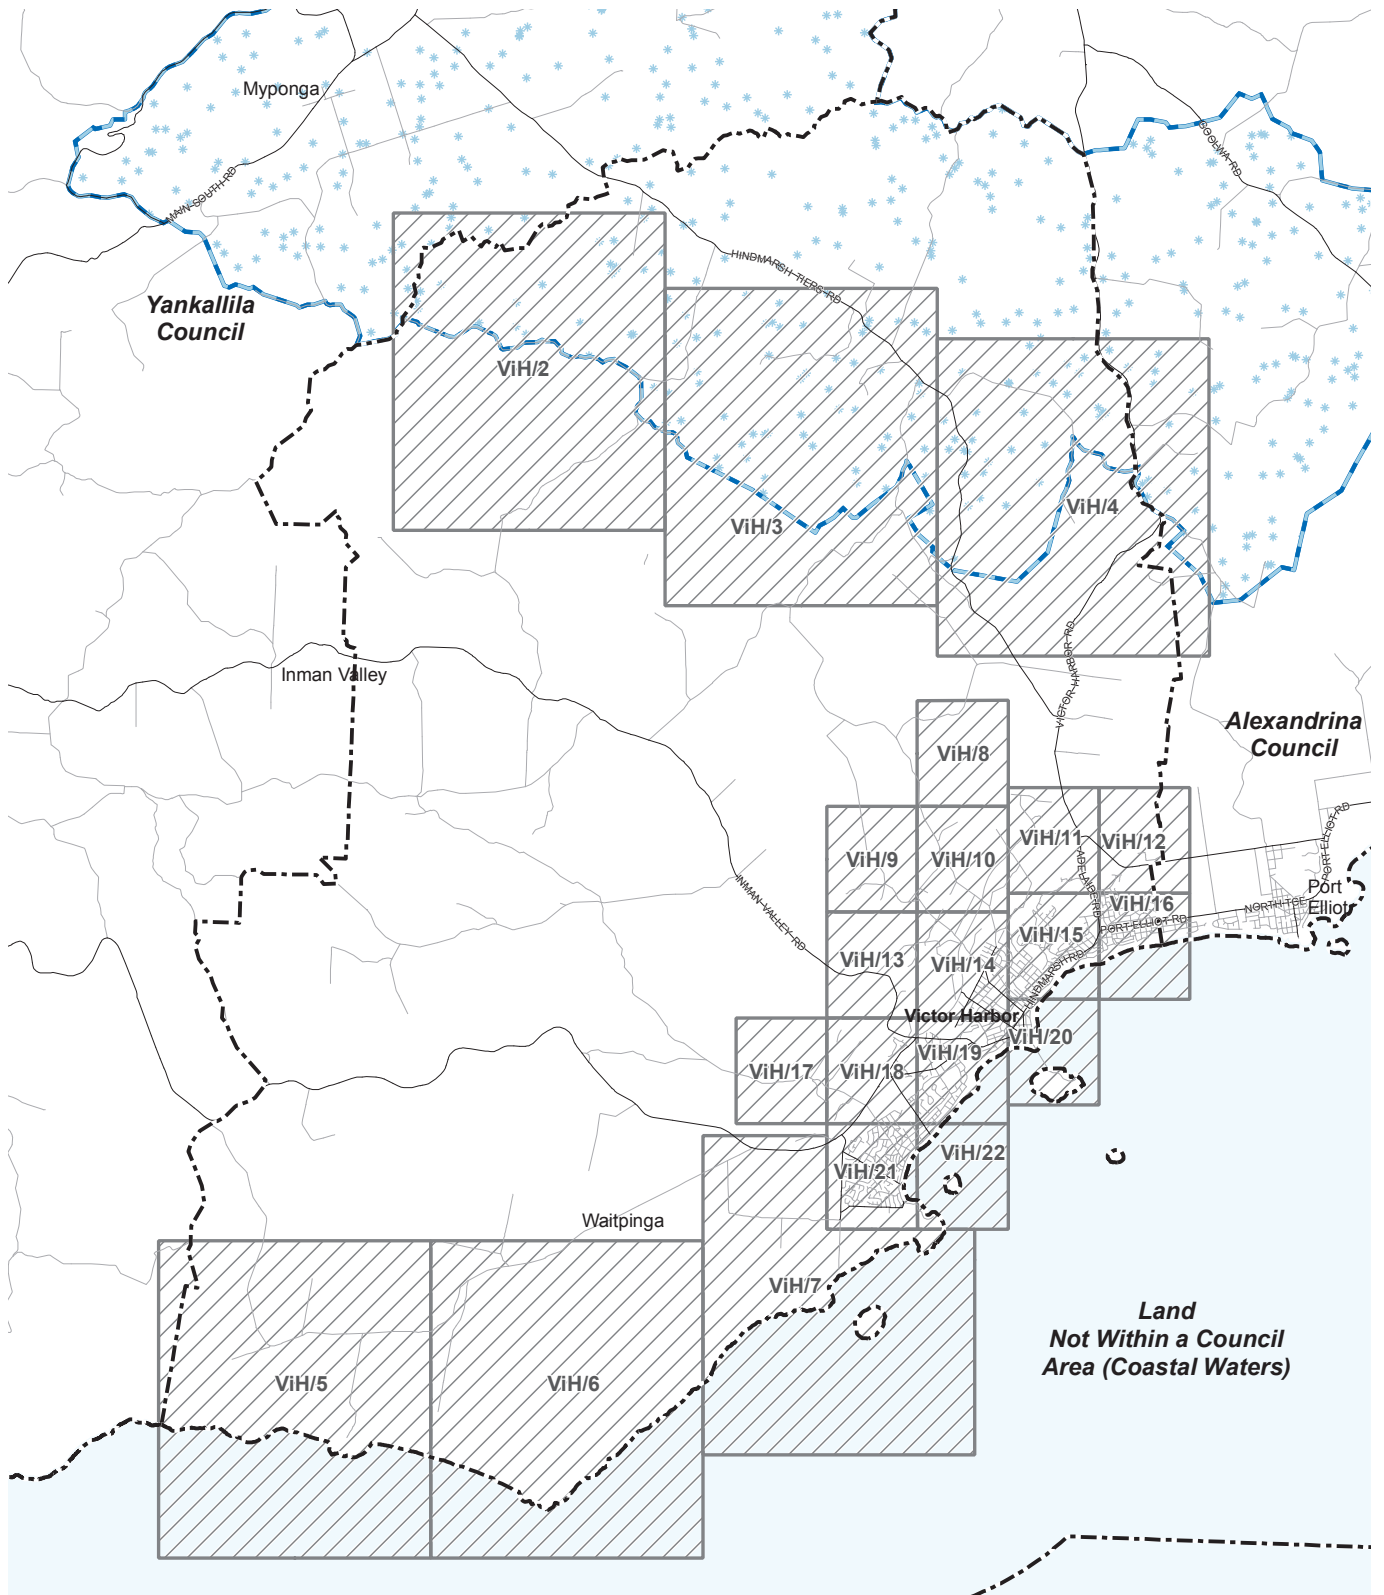 Myponga
GOOLWA RD
MAIN SOUTH RD
HINDMARSH TIERS RD
Yankallila
Council
ViH/2
ViH/3
ViH/4
VICTOR HARBOR RD
Inman Valley
Alexandrina
Council
ViH/8
ViH/11
ViH/12
PORT ELLIOT RD
ViH/9
ViH/10
ADELAIDE RD
INMAN VALLEY RD
Port
Elliot
ViH/16
NORTH TCE
PORT ELLIOT RD
ViH/15
ViH/13
ViH/14
HINDMARSH RD
Victor Harbor
ViH/20
ViH/19
ViH/17
ViH/18
ViH/22
ViH/21
Waitpinga
ViH/7
Land
Not Within a Council
Area (Coastal Waters)
ViH/5
ViH/6